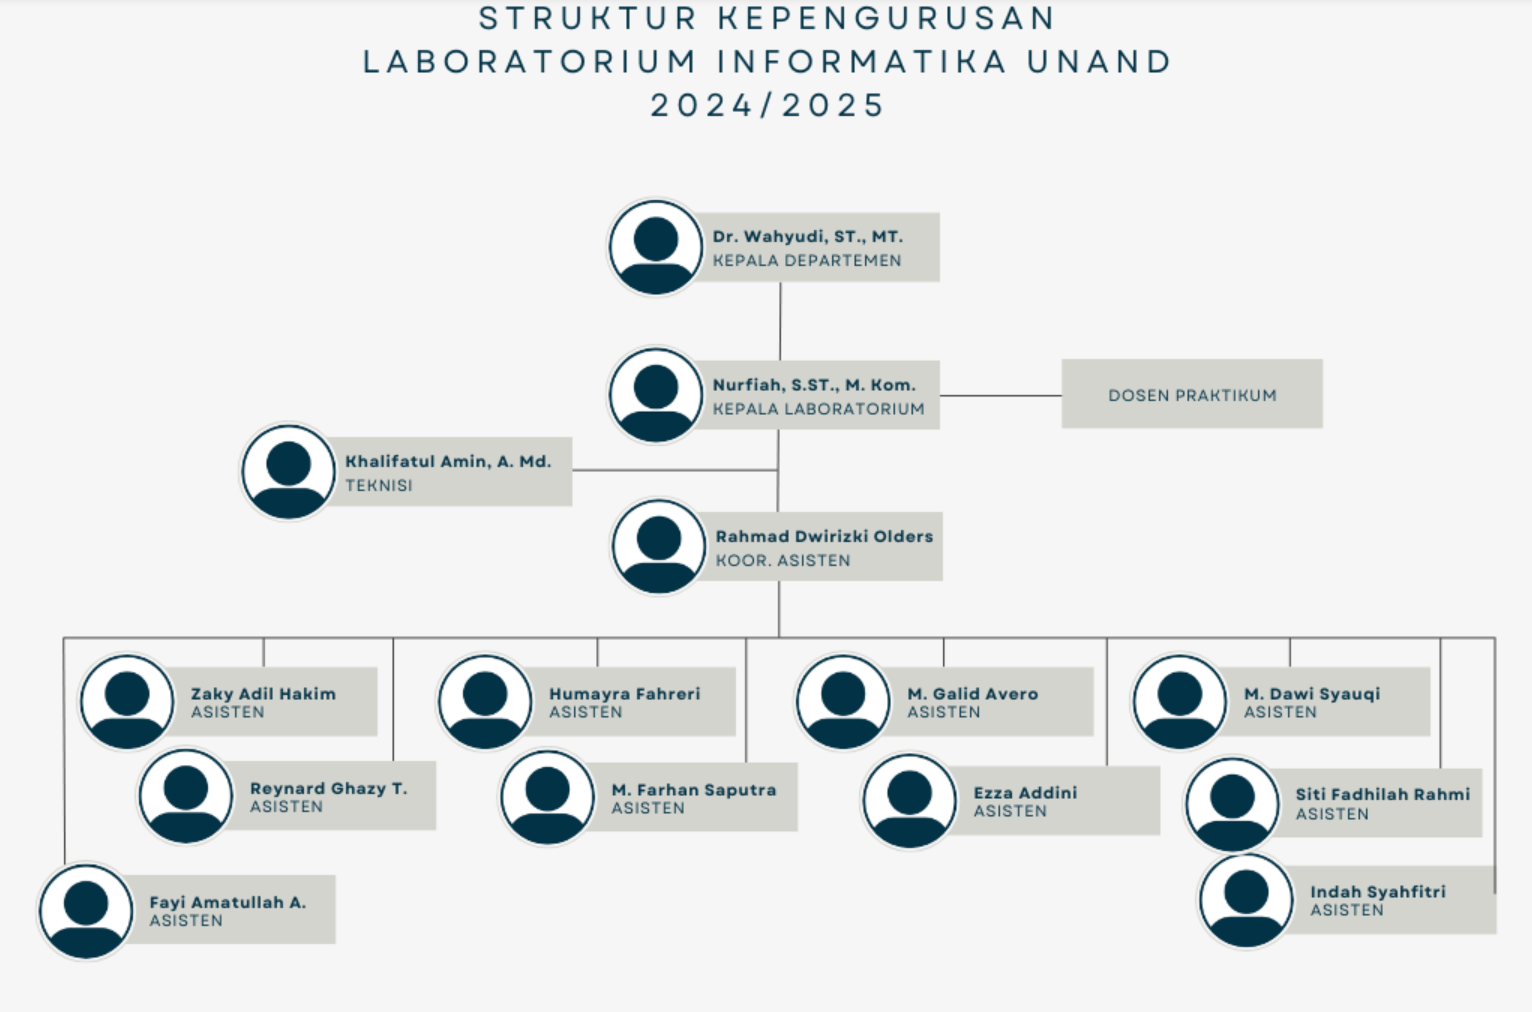 STRUKTUR KEPENGURUSAN
LABORATORIUM INFORMATIKA UNAND
2024/2025
Dr. Wahyudi, ST., MT.
KEPALA DEPARTEMEN
Nurfiah, S.ST., M. Kom.
KEPALA LABORATORIUM
DOSEN PRAKTIKUM
Khalifatul Amin, A. Md.
TEKNISI
Rahmad Dwirizki Olders
KOOR. ASISTEN
Zaky Adil Hakim
ASISTEN
Humayra Fahreri
ASISTEN
M. Galid Avero
ASISTEN
M. Dawi Syauqi
ASISTEN
Reynard Ghazy T.
ASISTEN
M. Farhan Saputra
ASISTEN
Ezza Addini
ASISTEN
Siti Fadhilah Rahmi
ASISTEN
Fayi Amatullah A.
ASISTEN
Indah Syahfitri
ASISTEN